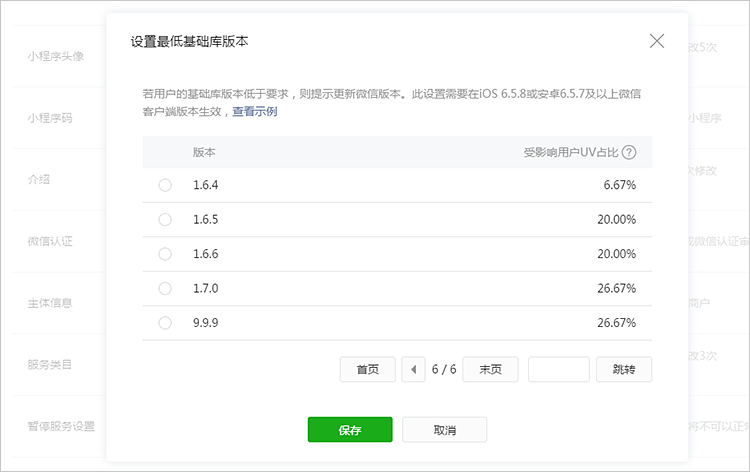 设置最低基础库版本
若用户的基础库版本低于要求，则提示更新微信版本。此设置需要在iOS 6.5.8或安卓6.5.7及以上微信
客户端版本生效，查看示例
版本 受影响用户UV占比 ?
1.6.4 6.67%
1.6.5 20.00%
1.6.6 20.00%
1.7.0 26.67%
9.9.9 26.67%
首页 6 / 6 末页 跳转
保存 取消
小程序头像 改5次
小程序码 小程序
介绍 次修改
微信认证 微信认证审
主体信息 商户
服务类目 改3次
暂停服务设置 将不可以正常